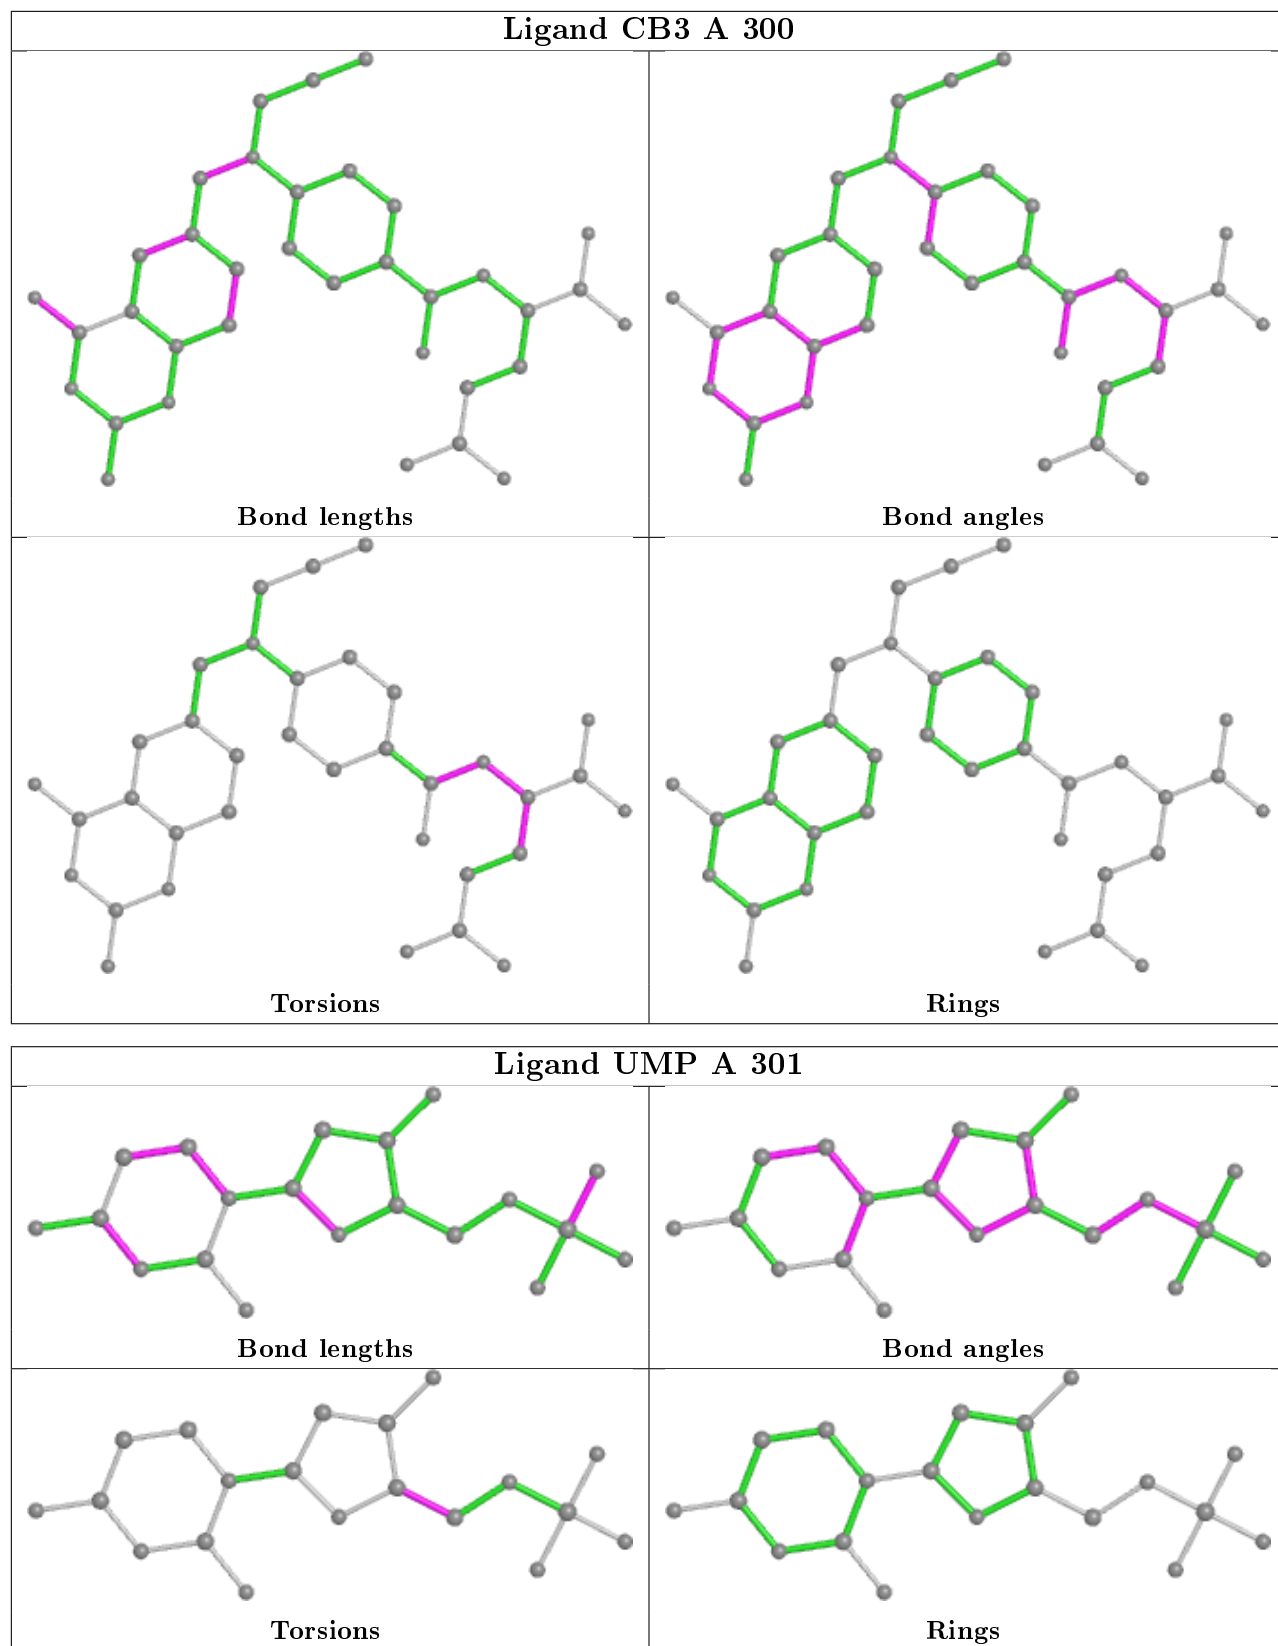 Ligand CB3 A 300
Bond lengths
Bond angles
Torsions
Rings
Ligand UMP A 301
Bond lengths
Bond angles
Torsions
Rings